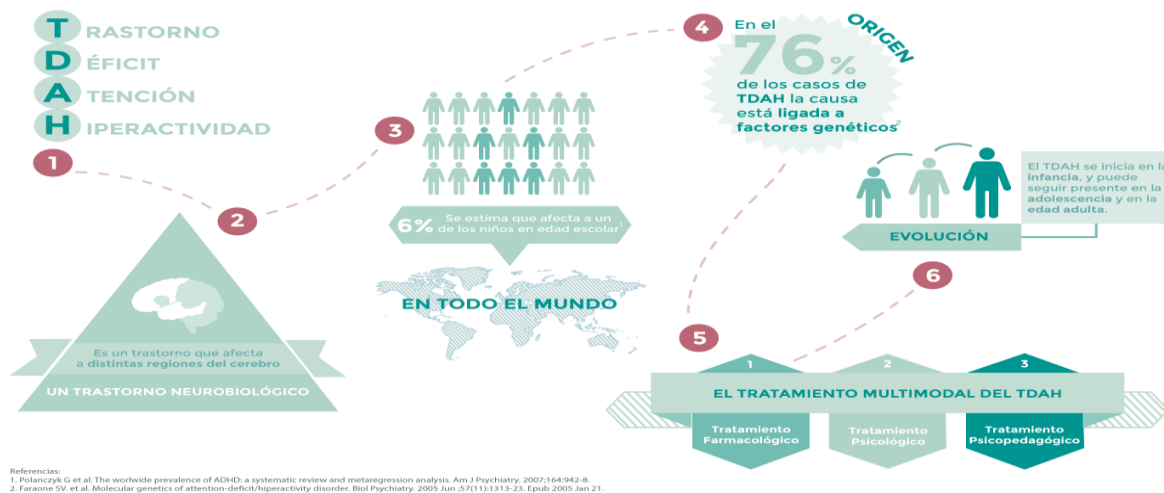 TRASTORNO
DÉFICIT
ATENCIÓN
HIPERACTIVIDAD
1
2
Es un trastorno que afecta
a distintas regiones del cerebro
UN TRASTORNO NEUROBIOLÓGICO
3
6% Se estima que afecta a un
de los niños en edad escolar¹
EN TODO EL MUNDO
4
ORIGEN
En el
76%
de los casos de
TDAH la causa
está ligada a
factores genéticos²
5
1
2
3
EL TRATAMIENTO MULTIMODAL DEL TDAH
Tratamiento
Farmacológico
Tratamiento
Psicológico
Tratamiento
Psicopedagógico
6
El TDAH se inicia en la
infancia, y puede
seguir presente en la
adolescencia y en la
edad adulta.
EVOLUCIÓN
Referencias:
1. Polanczyk G et al. The worlwide prevalence of ADHD: a systematic review and metaregression analysis. Am J Psychiatry. 2007;164:942-8.
2. Faraone SV. et al. Molecular genetics of attention-deficit/hiperactivity disorder. Biol Psychiatry. 2005 Jun ;57(11):1313-23. Epub 2005 Jan 21.